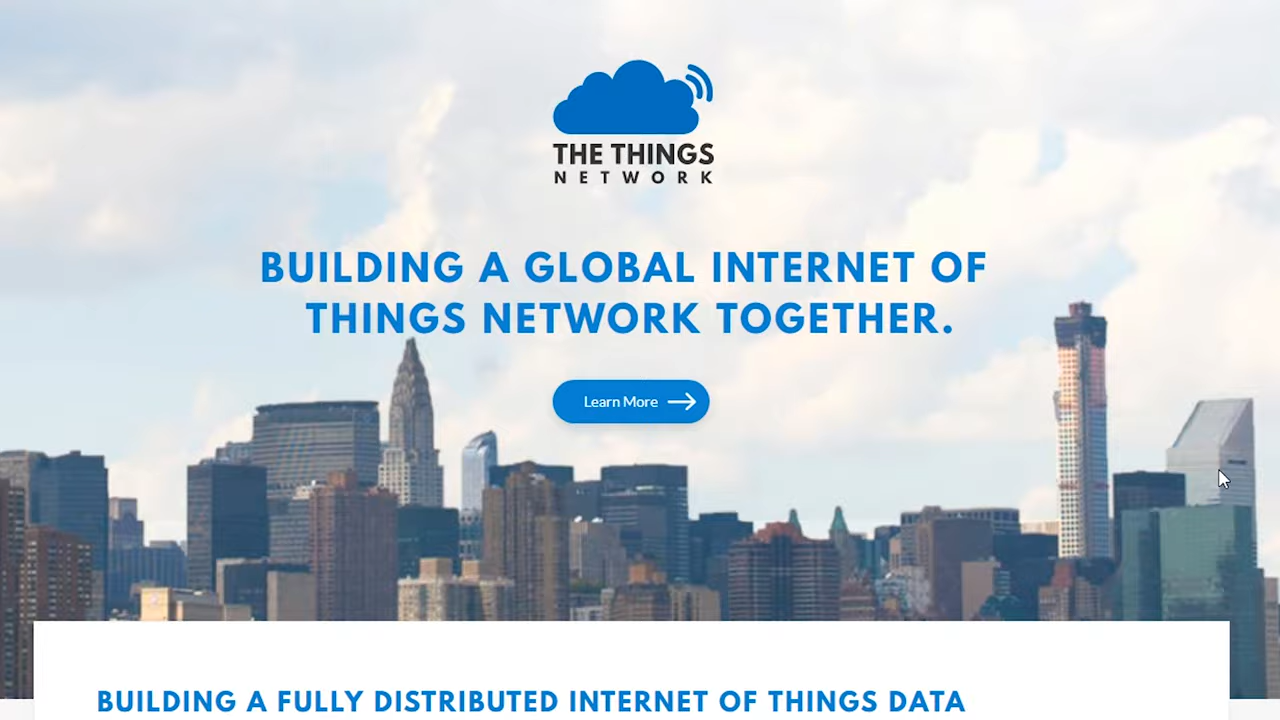 THE THINGS
NETWORK
BUILDING A GLOBAL INTERNET OF
THINGS NETWORK TOGETHER.
Learn More
BUILDING A FULLY DISTRIBUTED INTERNET OF THINGS DATA